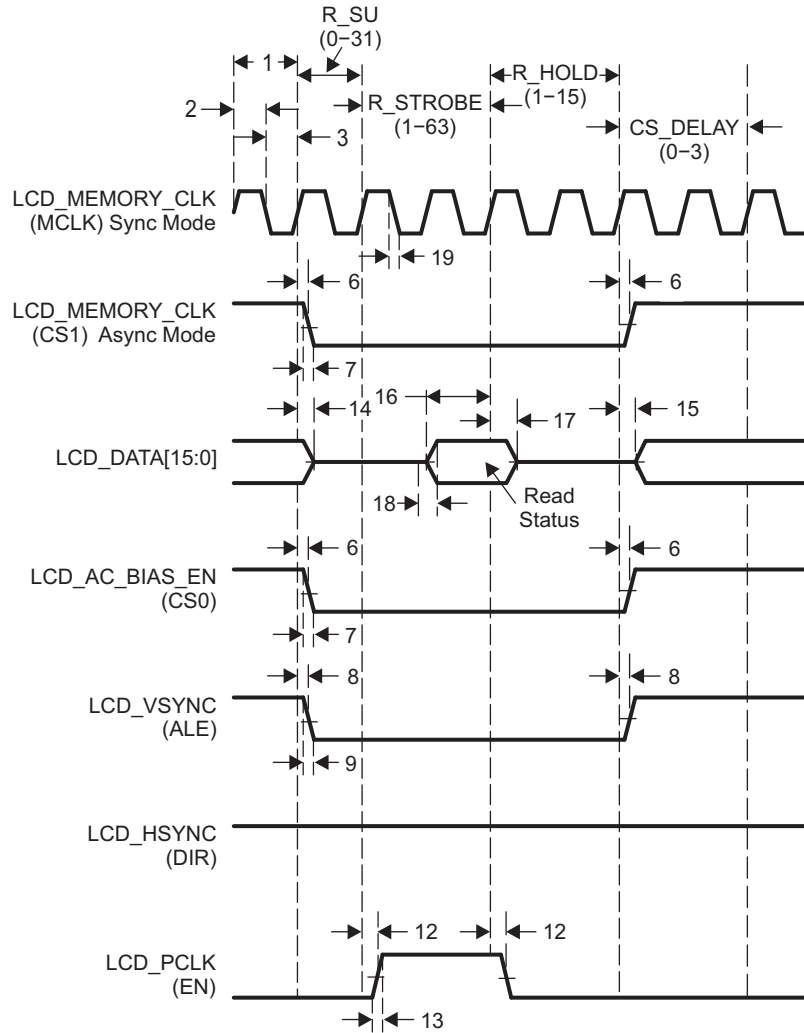 R_SU
(0−31)
1
R_HOLD
(1−15)
2
R_STROBE
(1−63)
CS_DELAY
(0−3)
3
LCD_MEMORY_CLK
(MCLK) Sync Mode
19
6
6
LCD_MEMORY_CLK
(CS1) Async Mode
7
16
14
17
15
LCD_DATA[15:0]
18
Read
Status
6
6
LCD_AC_BIAS_EN
(CS0)
7
8
8
LCD_VSYNC
(ALE)
9
LCD_HSYNC
(DIR)
12
12
LCD_PCLK
(EN)
13